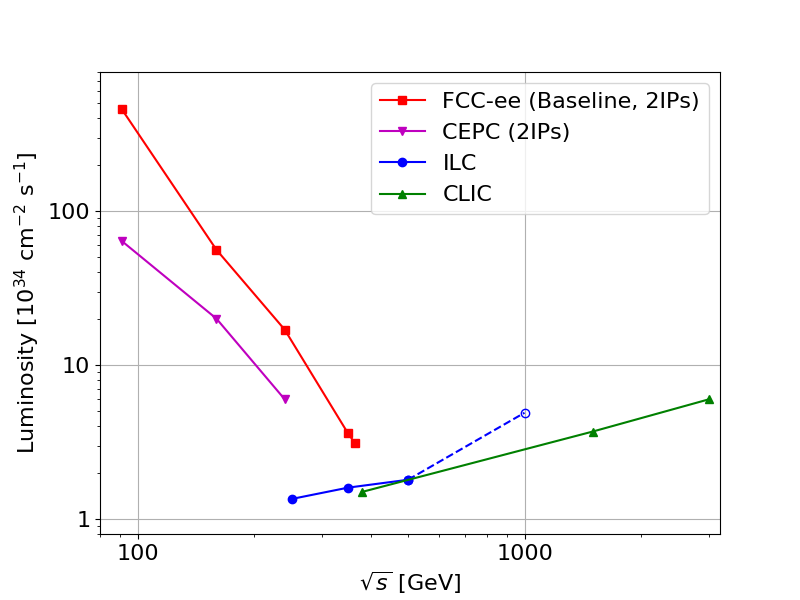 FCC-ee (Baseline, 2IPs)
CEPC (2IPs)
ILC
CLIC
100
10
1
Luminosity [10³⁴ cm⁻² s⁻¹]
100
1000
√s [GeV]